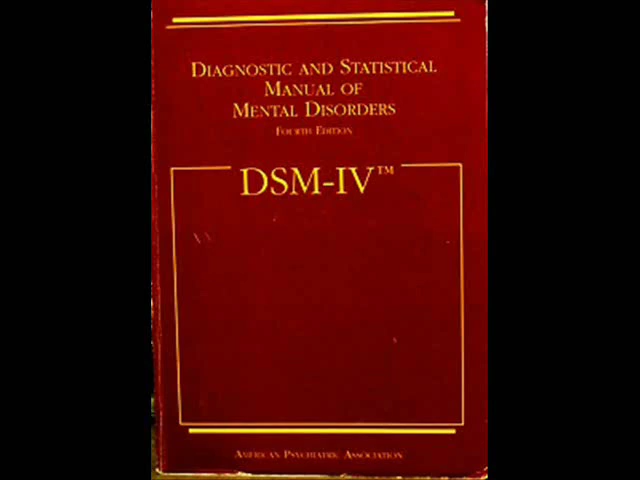 DIAGNOSTIC AND STATISTICAL
MANUAL OF
MENTAL DISORDERS
FOURTH EDITION
DSM-IV™
AMERICAN PSYCHIATRIC ASSOCIATION